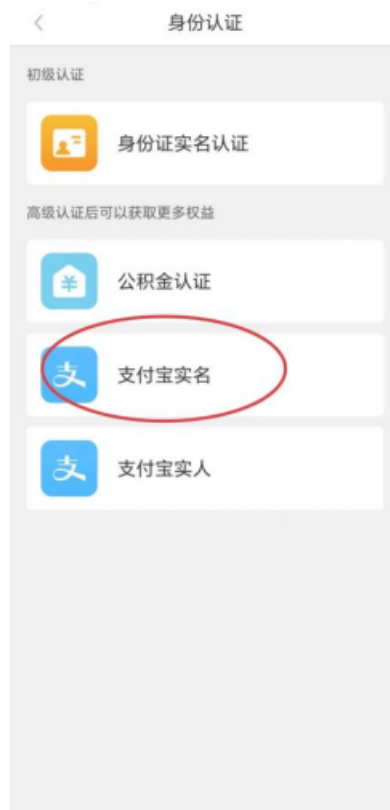 身份认证
初级认证
身份证实名认证
高级认证后可以获取更多权益
公积金认证
支 支付宝实名
支 支付宝实人